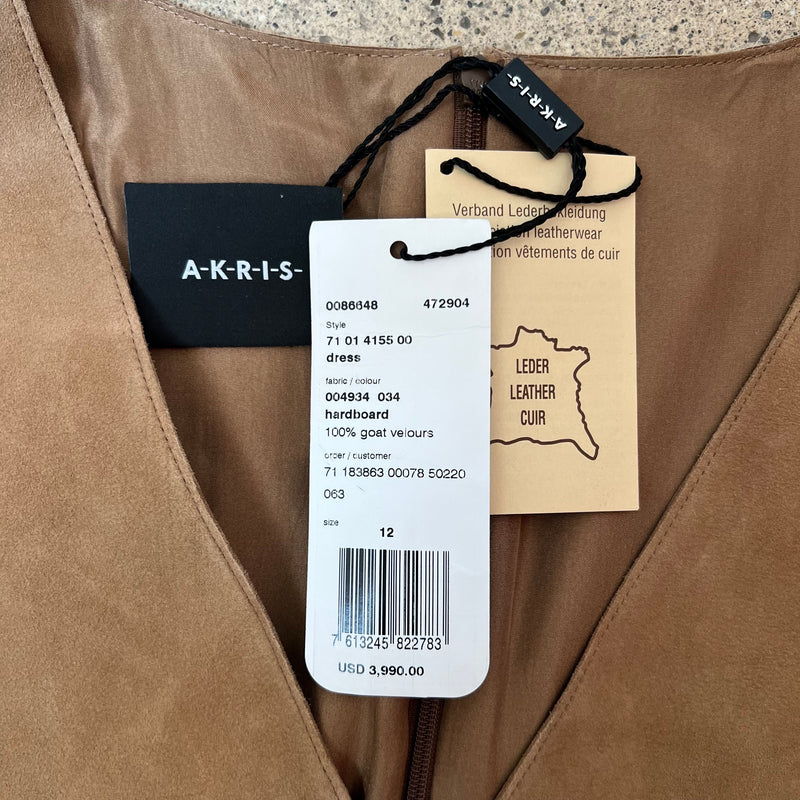 A-K-R-I-S-
A-K-R-I-S-
Verband Lederbekleidung
leatherwear
vêtements de cuir
LEDER
LEATHER
CUIR
0086648 472904
Style
71 01 4155 00
dress
fabric / colour
004934 034
hardboard
100% goat velours
order / customer
71 183863 00078 50220
063
size
12
7 613245 822783
USD 3,990.00